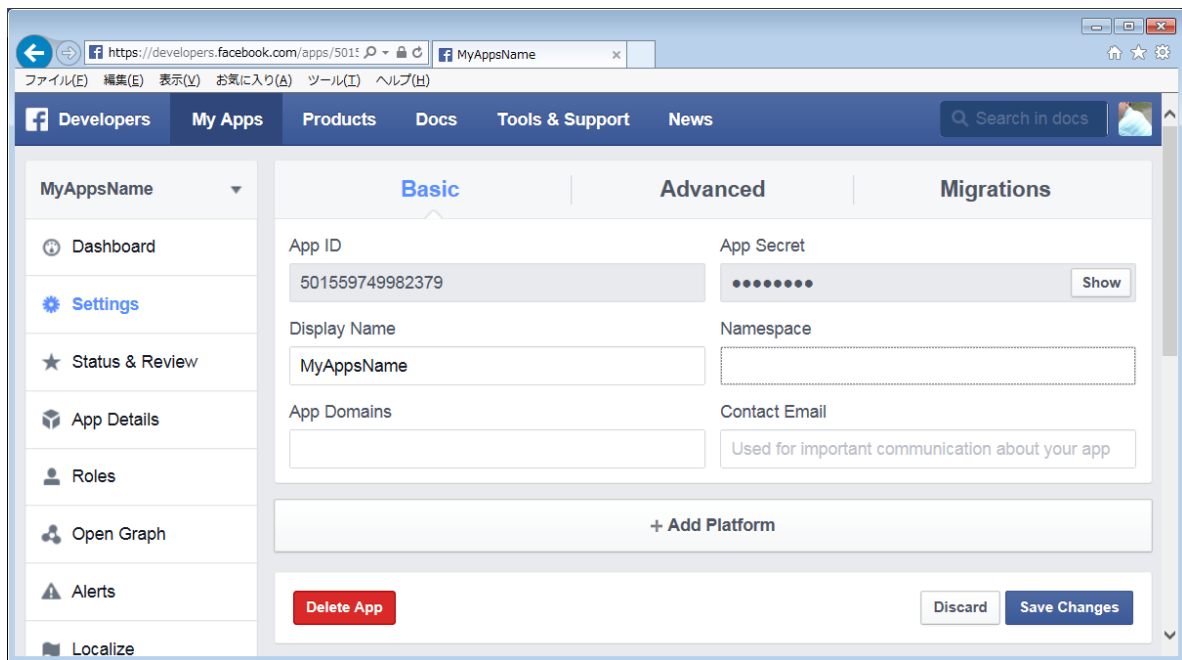 https://developers.facebook.com/apps/501
MyAppsName
ファイル(F) 編集(E) 表示(V) お気に入り(A) ツール(T) ヘルプ(H)
Developers My Apps Products Docs Tools & Support News Search in docs
MyAppsName
Basic Advanced Migrations
Dashboard
Settings
Status & Review
App Details
Roles
Open Graph
Alerts
Localize
App ID App Secret
501559749982379 •••••••• Show
Display Name Namespace
MyAppsName
App Domains Contact Email
Used for important communication about your app
+ Add Platform
Delete App Discard Save Changes